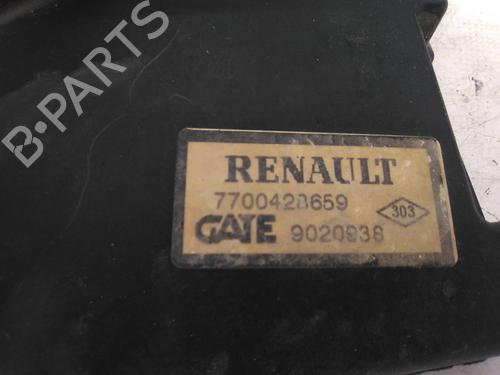 B-PARTS
RENAULT
7700428659
303
GATE 9020938